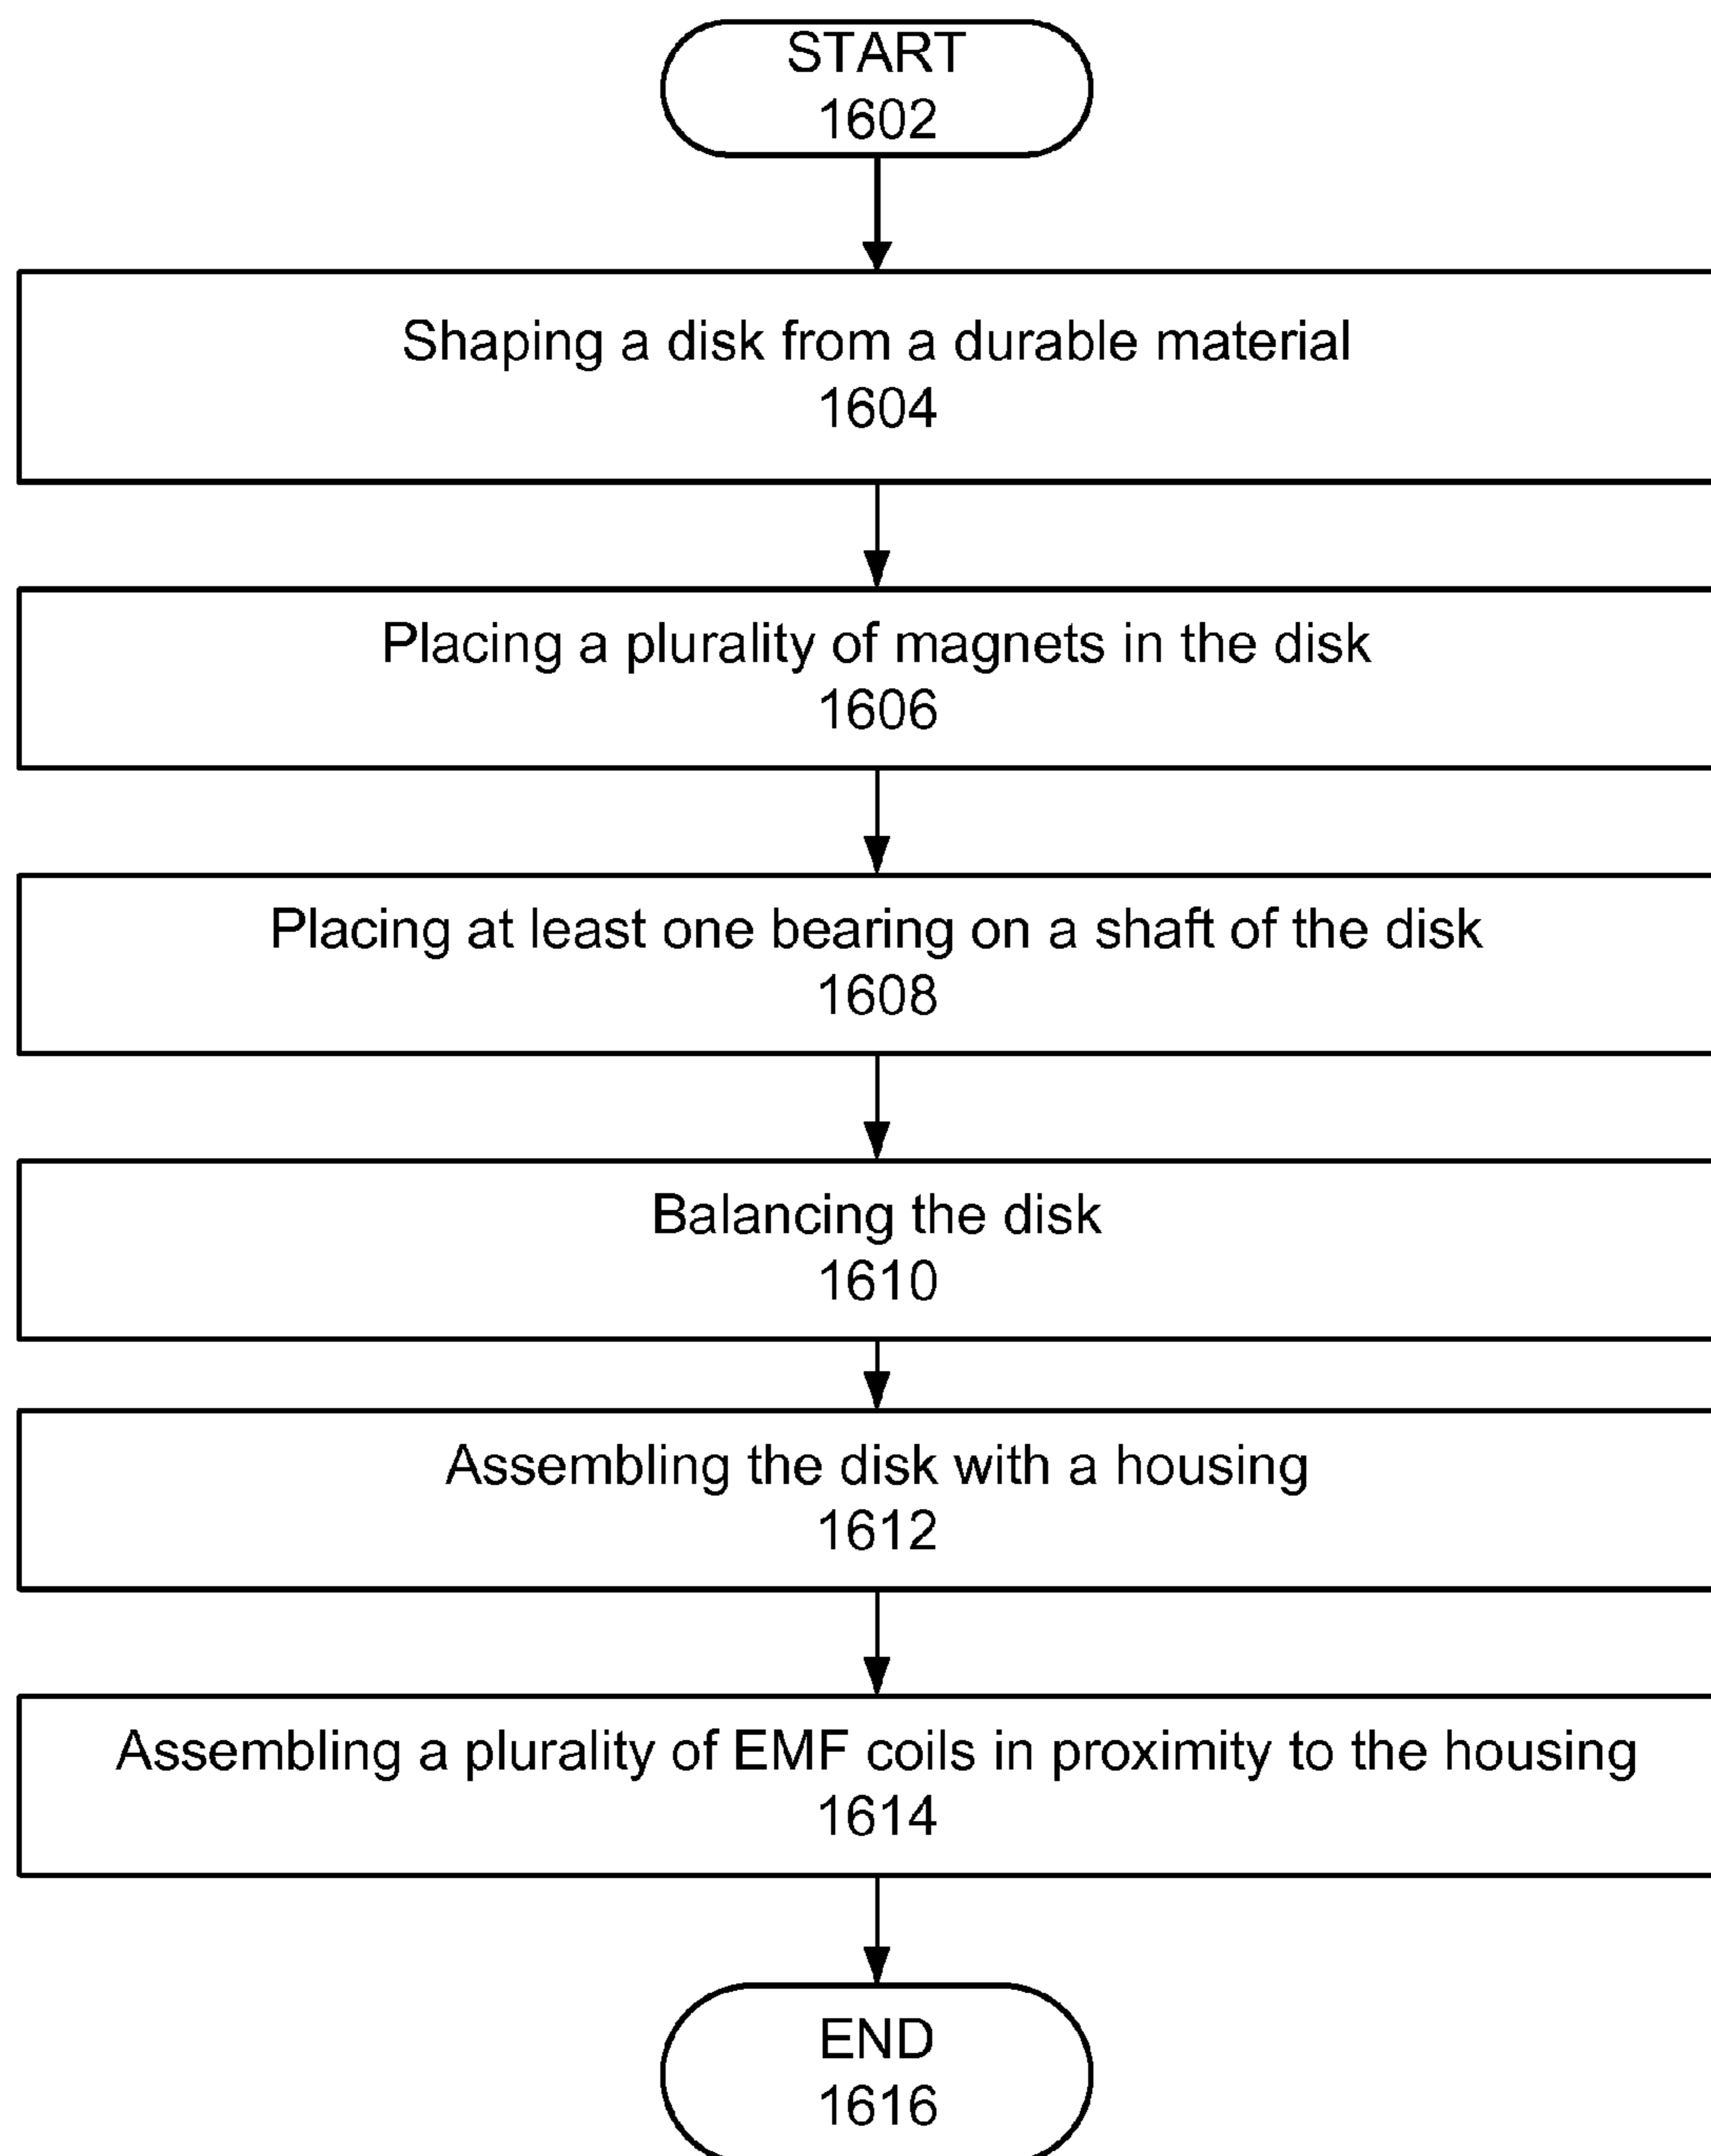 START
1602
Shaping a disk from a durable material
1604
Placing a plurality of magnets in the disk
1606
Placing at least one bearing on a shaft of the disk
1608
Balancing the disk
1610
Assembling the disk with a housing
1612
Assembling a plurality of EMF coils in proximity to the housing
1614
END
1616